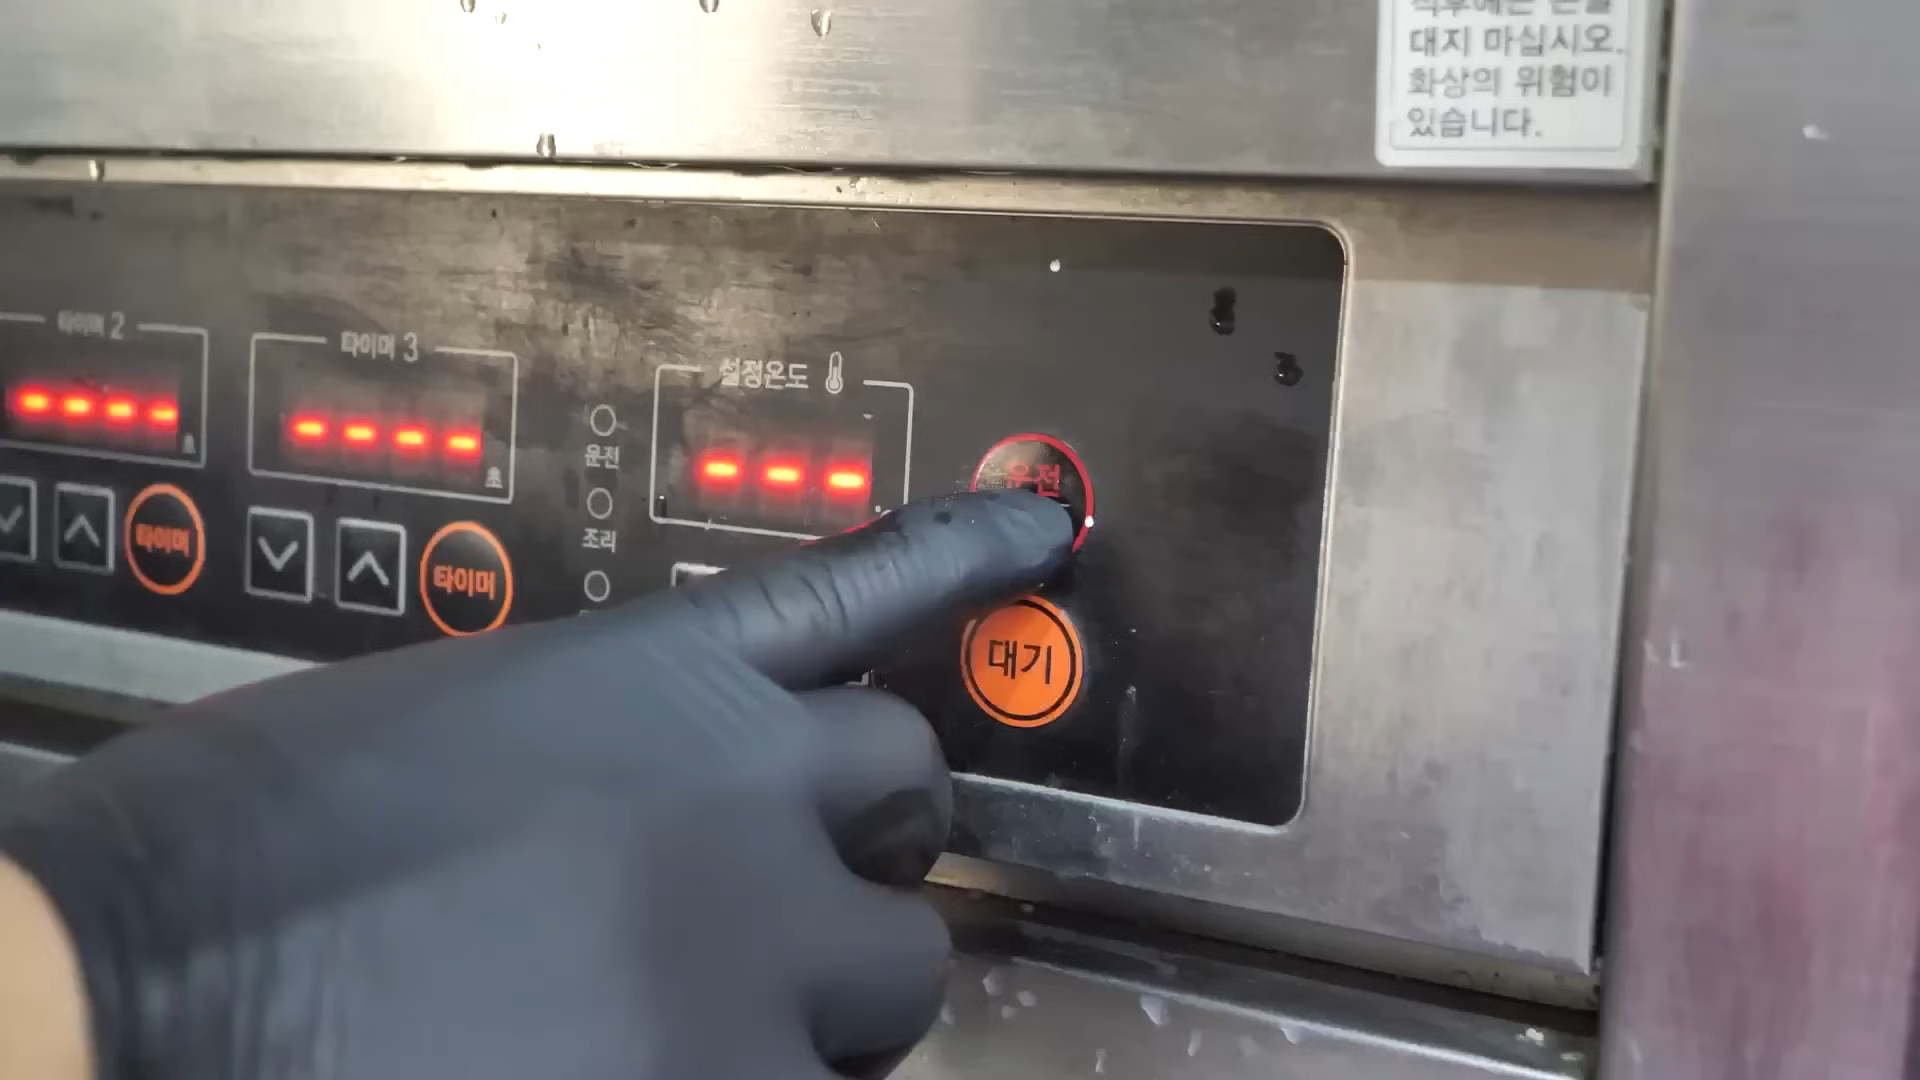 대지 마십시오.
화상의 위험이
있습니다.
타이머 2
타이머 3
설정온도
운전
조리
타이머
타이머
운전
대기